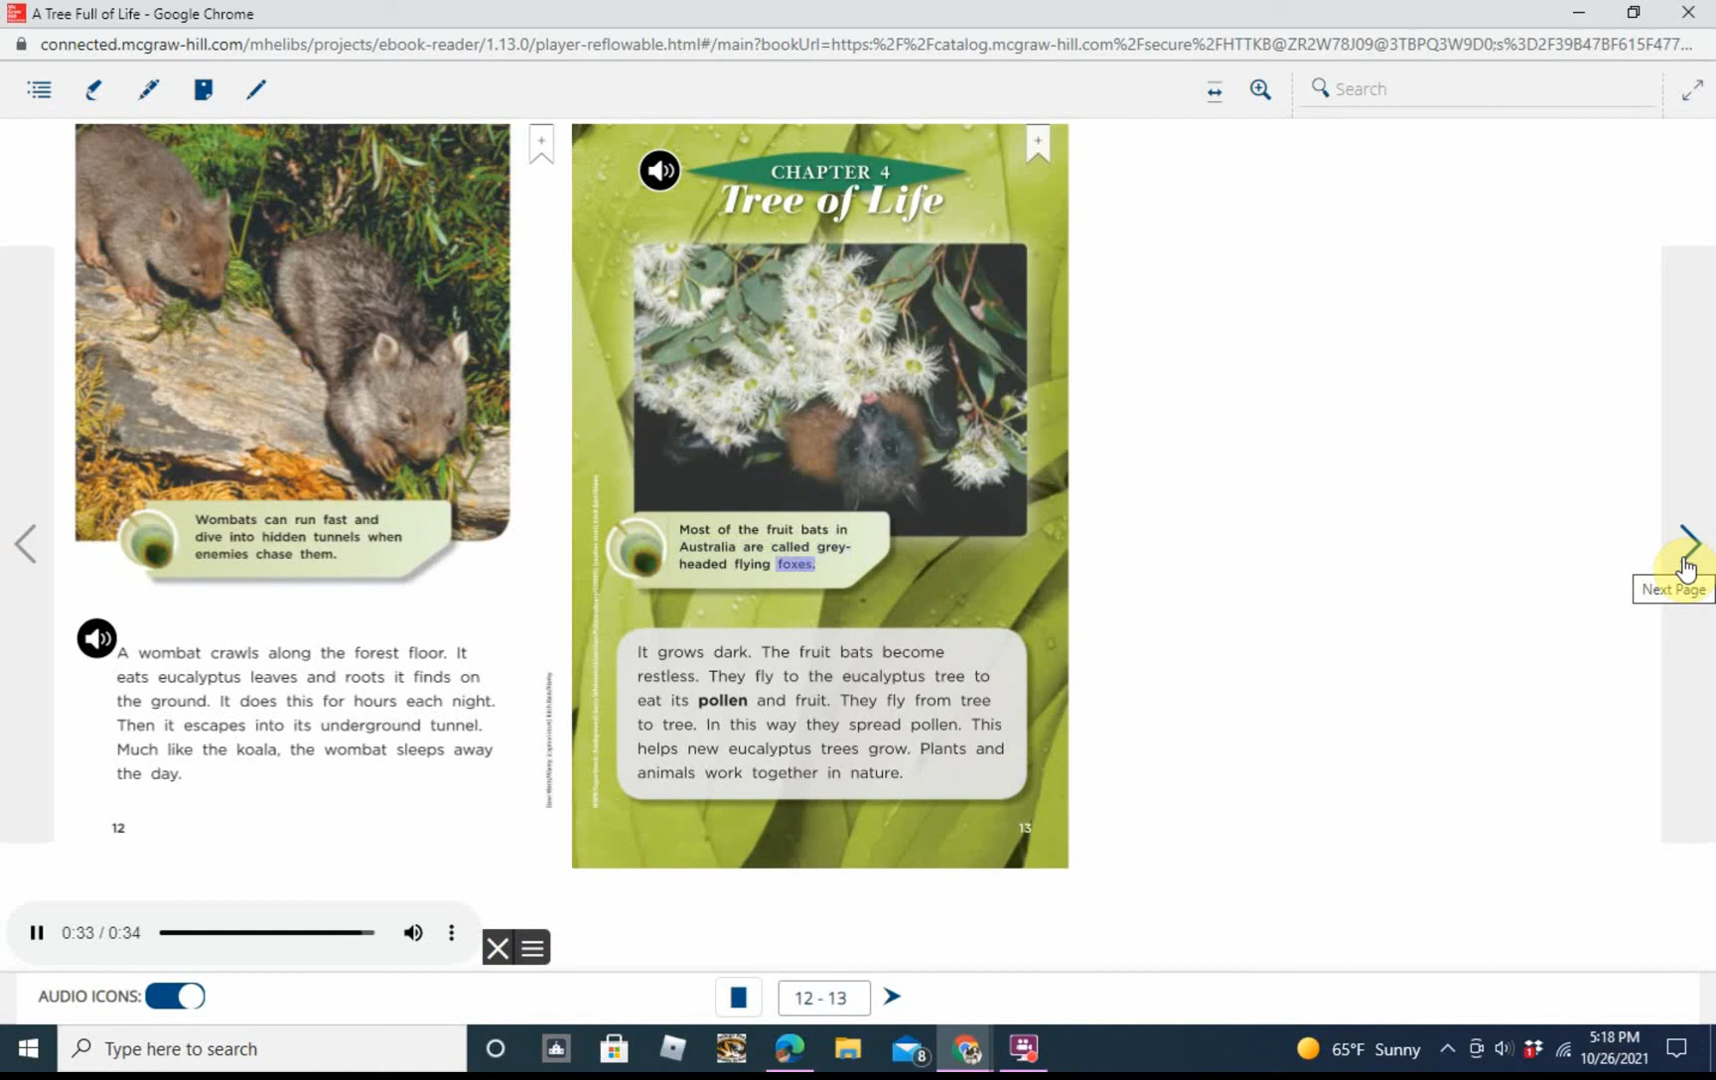 A Tree Full of Life - Google Chrome
connected.mcgraw-hill.com/mhelibs/projects/ebook-reader/1.13.0/player-reflowable.html#/main?bookUrl=https:%2F%2Fcatalog.mcgraw-hill.com%2Fsecure%2FHTTKB@ZR2W78J09@3TBPQ3W9D0;s%3D2F39B47BF615F477...
Search
Wombats can run fast and
dive into hidden tunnels when
enemies chase them.
A wombat crawls along the forest floor. It
eats eucalyptus leaves and roots it finds on
the ground. It does this for hours each night.
Then it escapes into its underground tunnel.
Much like the koala, the wombat sleeps away
the day.
12
CHAPTER 4
Tree of Life
Most of the fruit bats in
Australia are called grey-
headed flying foxes.
It grows dark. The fruit bats become
restless. They fly to the eucalyptus tree to
eat its pollen and fruit. They fly from tree
to tree. In this way they spread pollen. This
helps new eucalyptus trees grow. Plants and
animals work together in nature.
13
Next Page
0:33 / 0:34
AUDIO ICONS:
12 - 13
Type here to search
8
65°F Sunny
5:18 PM
10/26/2021